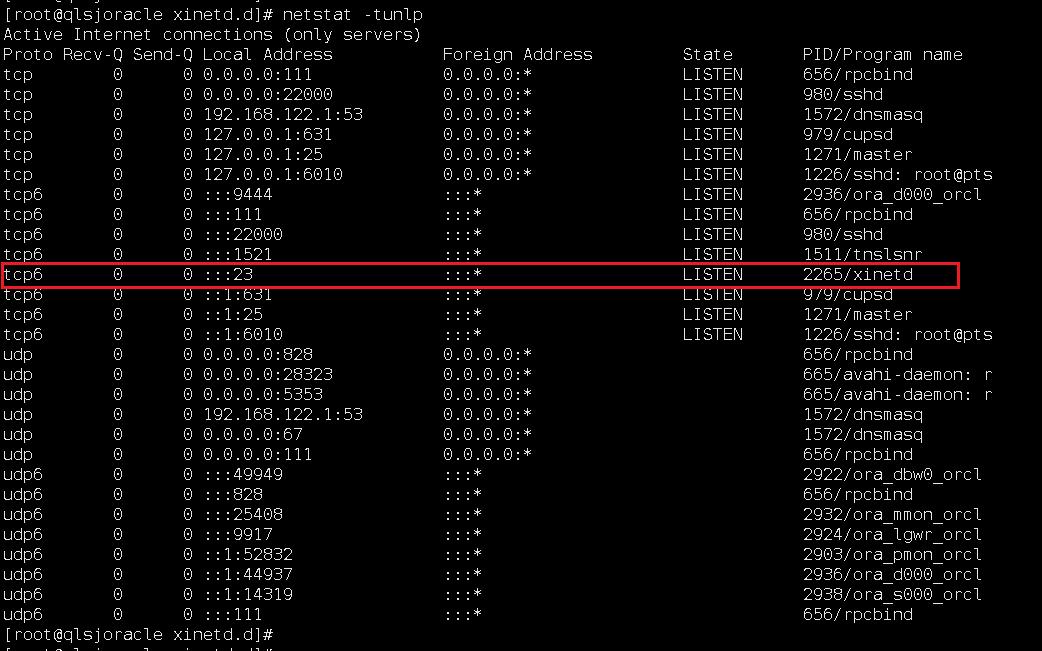 [root@qlsjoracle xinetd.d]# netstat -tunlp
Active Internet connections (only servers)
Proto Recv-Q Send-Q Local Address           Foreign Address         State       PID/Program name
tcp        0      0 0.0.0.0:111             0.0.0.0:*               LISTEN      656/rpcbind
tcp        0      0 0.0.0.0:22000           0.0.0.0:*               LISTEN      980/sshd
tcp        0      0 192.168.122.1:53        0.0.0.0:*               LISTEN      1572/dnsmasq
tcp        0      0 127.0.0.1:631           0.0.0.0:*               LISTEN      979/cupsd
tcp        0      0 127.0.0.1:25            0.0.0.0:*               LISTEN      1271/master
tcp        0      0 127.0.0.1:6010          0.0.0.0:*               LISTEN      1226/sshd: root@pts
tcp6       0      0 :::9444                 :::*                    LISTEN      2936/ora_d000_orcl
tcp6       0      0 :::111                  :::*                    LISTEN      656/rpcbind
tcp6       0      0 :::22000                :::*                    LISTEN      980/sshd
tcp6       0      0 :::1521                 :::*                    LISTEN      1511/tnslsnr
tcp6       0      0 :::23                   :::*                    LISTEN      2265/xinetd
tcp6       0      0 ::1:631                 :::*                    LISTEN      979/cupsd
tcp6       0      0 ::1:25                  :::*                    LISTEN      1271/master
tcp6       0      0 ::1:6010                :::*                    LISTEN      1226/sshd: root@pts
udp        0      0 0.0.0.0:828             0.0.0.0:*                           656/rpcbind
udp        0      0 0.0.0.0:28323           0.0.0.0:*                           665/avahi-daemon: r
udp        0      0 0.0.0.0:5353            0.0.0.0:*                           665/avahi-daemon: r
udp        0      0 192.168.122.1:53        0.0.0.0:*                           1572/dnsmasq
udp        0      0 0.0.0.0:67              0.0.0.0:*                           1572/dnsmasq
udp        0      0 0.0.0.0:111             0.0.0.0:*                           656/rpcbind
udp6       0      0 :::49949                :::*                                2922/ora_dbw0_orcl
udp6       0      0 :::828                  :::*                                656/rpcbind
udp6       0      0 :::25408                :::*                                2932/ora_mmon_orcl
udp6       0      0 :::9917                 :::*                                2924/ora_lgwr_orcl
udp6       0      0 ::1:52832               :::*                                2903/ora_pmon_orcl
udp6       0      0 ::1:44937               :::*                                2936/ora_d000_orcl
udp6       0      0 ::1:14319               :::*                                2938/ora_s000_orcl
udp6       0      0 :::111                  :::*                                656/rpcbind
[root@qlsjoracle xinetd.d]#